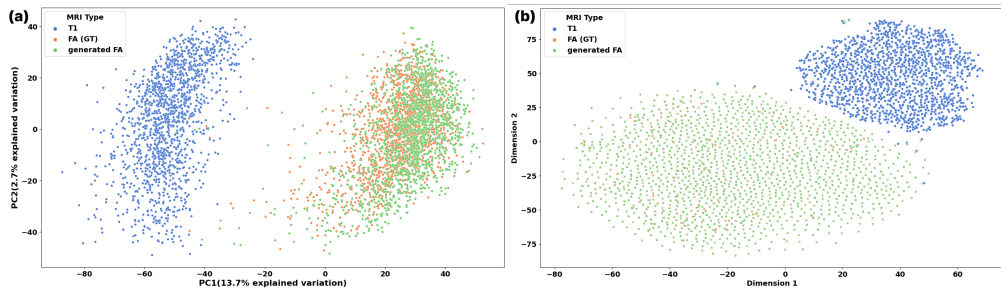 (a)
MRI Type
T1
FA (GT)
generated FA
40
20
0
−20
−40
PC2(2.7% explained variation)
−80
−60
−40
−20
0
20
40
PC1(13.7% explained variation)
(b)
MRI Type
T1
FA (GT)
generated FA
75
50
25
0
−25
−50
−75
Dimension 2
−80
−60
−40
−20
0
20
40
60
Dimension 1